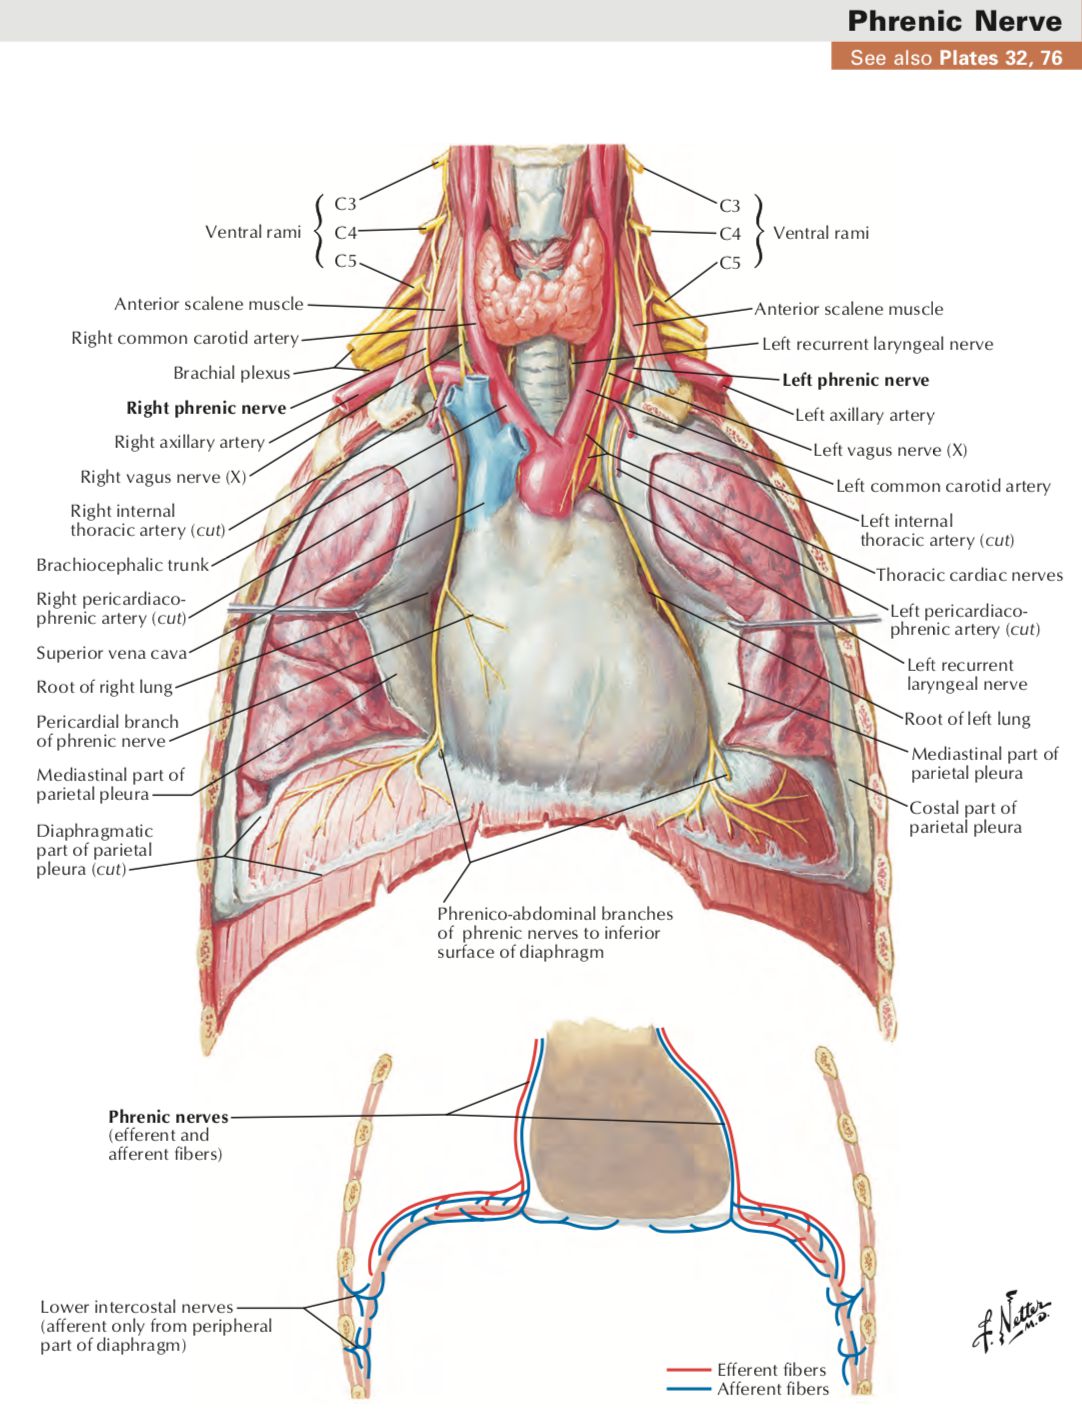 Phrenic Nerve
See also Plates 32, 76
Ventral rami
C3
C4
C5
Anterior scalene muscle
Right common carotid artery
Brachial plexus
Right phrenic nerve
Right axillary artery
Right vagus nerve (X)
Right internal
thoracic artery (cut)
Brachiocephalic trunk
Right pericardiaco-
phrenic artery (cut)
Superior vena cava
Root of right lung
Pericardial branch
of phrenic nerve
Mediastinal part of
parietal pleura
Diaphragmatic
part of parietal
pleura (cut)
C3
C4
C5
Ventral rami
Anterior scalene muscle
Left recurrent laryngeal nerve
Left phrenic nerve
Left axillary artery
Left vagus nerve (X)
Left common carotid artery
Left internal
thoracic artery (cut)
Thoracic cardiac nerves
Left pericardiaco-
phrenic artery (cut)
Left recurrent
laryngeal nerve
Root of left lung
Mediastinal part of
parietal pleura
Costal part of
parietal pleura
Phrenico-abdominal branches
of phrenic nerves to inferior
surface of diaphragm
Phrenic nerves
(efferent and
afferent fibers)
Lower intercostal nerves
(afferent only from peripheral
part of diaphragm)
Efferent fibers
Afferent fibers
F. Netter
M.D.